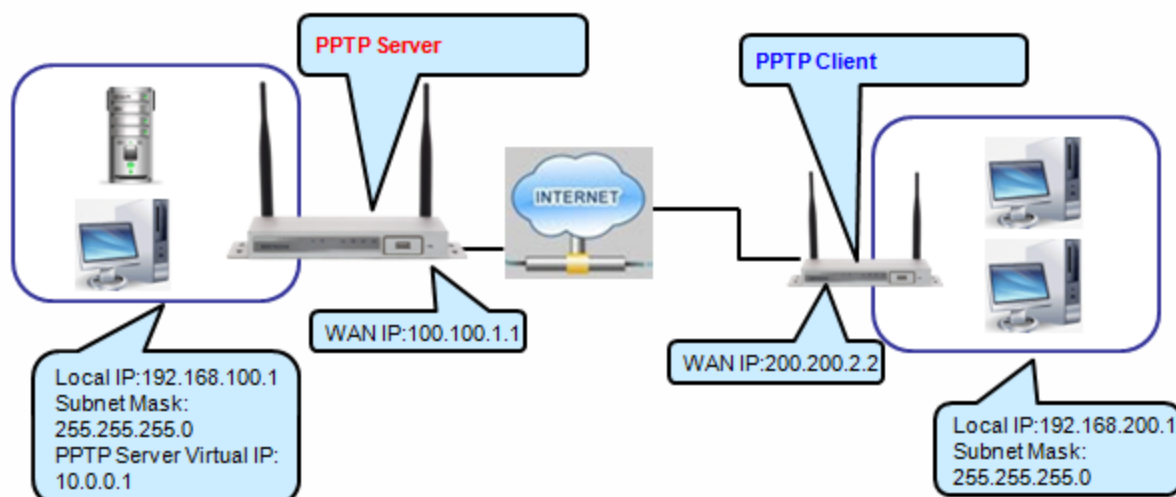 PPTP Server
PPTP Client
INTERNET
WAN IP:100.100.1.1
WAN IP:200.200.2.2
Local IP:192.168.100.1
Subnet Mask:
255.255.255.0
PPTP Server Virtual IP:
10.0.0.1
Local IP:192.168.200.1
Subnet Mask:
255.255.255.0